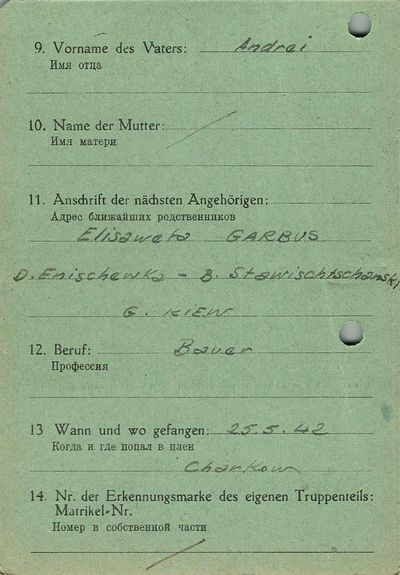 9. Vorname des Vaters: Andrei
Имя отца
10. Name der Mutter:
Имя матери
11. Anschrift der nächsten Angehörigen:
Адрес ближайших родственников
Elisaweta GARBUS
D. Enischewka - B. Stawischtschanski
G. KIEW
12. Beruf: Bauer
Профессия
13 Wann und wo gefangen: 25.5.42
Когда и где попал в плен
Charkow
14. Nr. der Erkennungsmarke des eigenen Truppenteils:
Matrikel-Nr.
Номер в собственной части